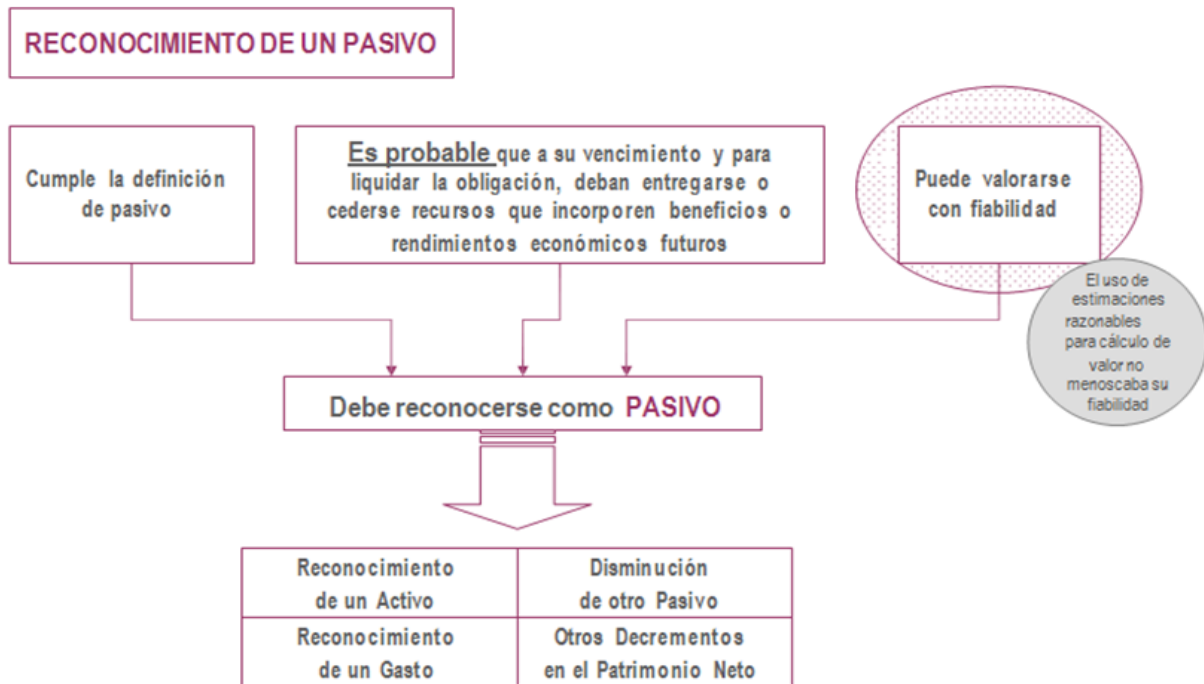 RECONOCIMIENTO DE UN PASIVO
Cumple la definición
de pasivo
Es probable que a su vencimiento y para
liquidar la obligación, deban entregarse o
cederse recursos que incorporen beneficios o
rendimientos económicos futuros
Puede valorarse
con fiabilidad
El uso de
estimaciones
razonables
para cálculo de
valor no
menoscaba su
fiabilidad
Debe reconocerse como PASIVO
Reconocimiento
de un Activo
Disminución
de otro Pasivo
Reconocimiento
de un Gasto
Otros Decrementos
en el Patrimonio Neto